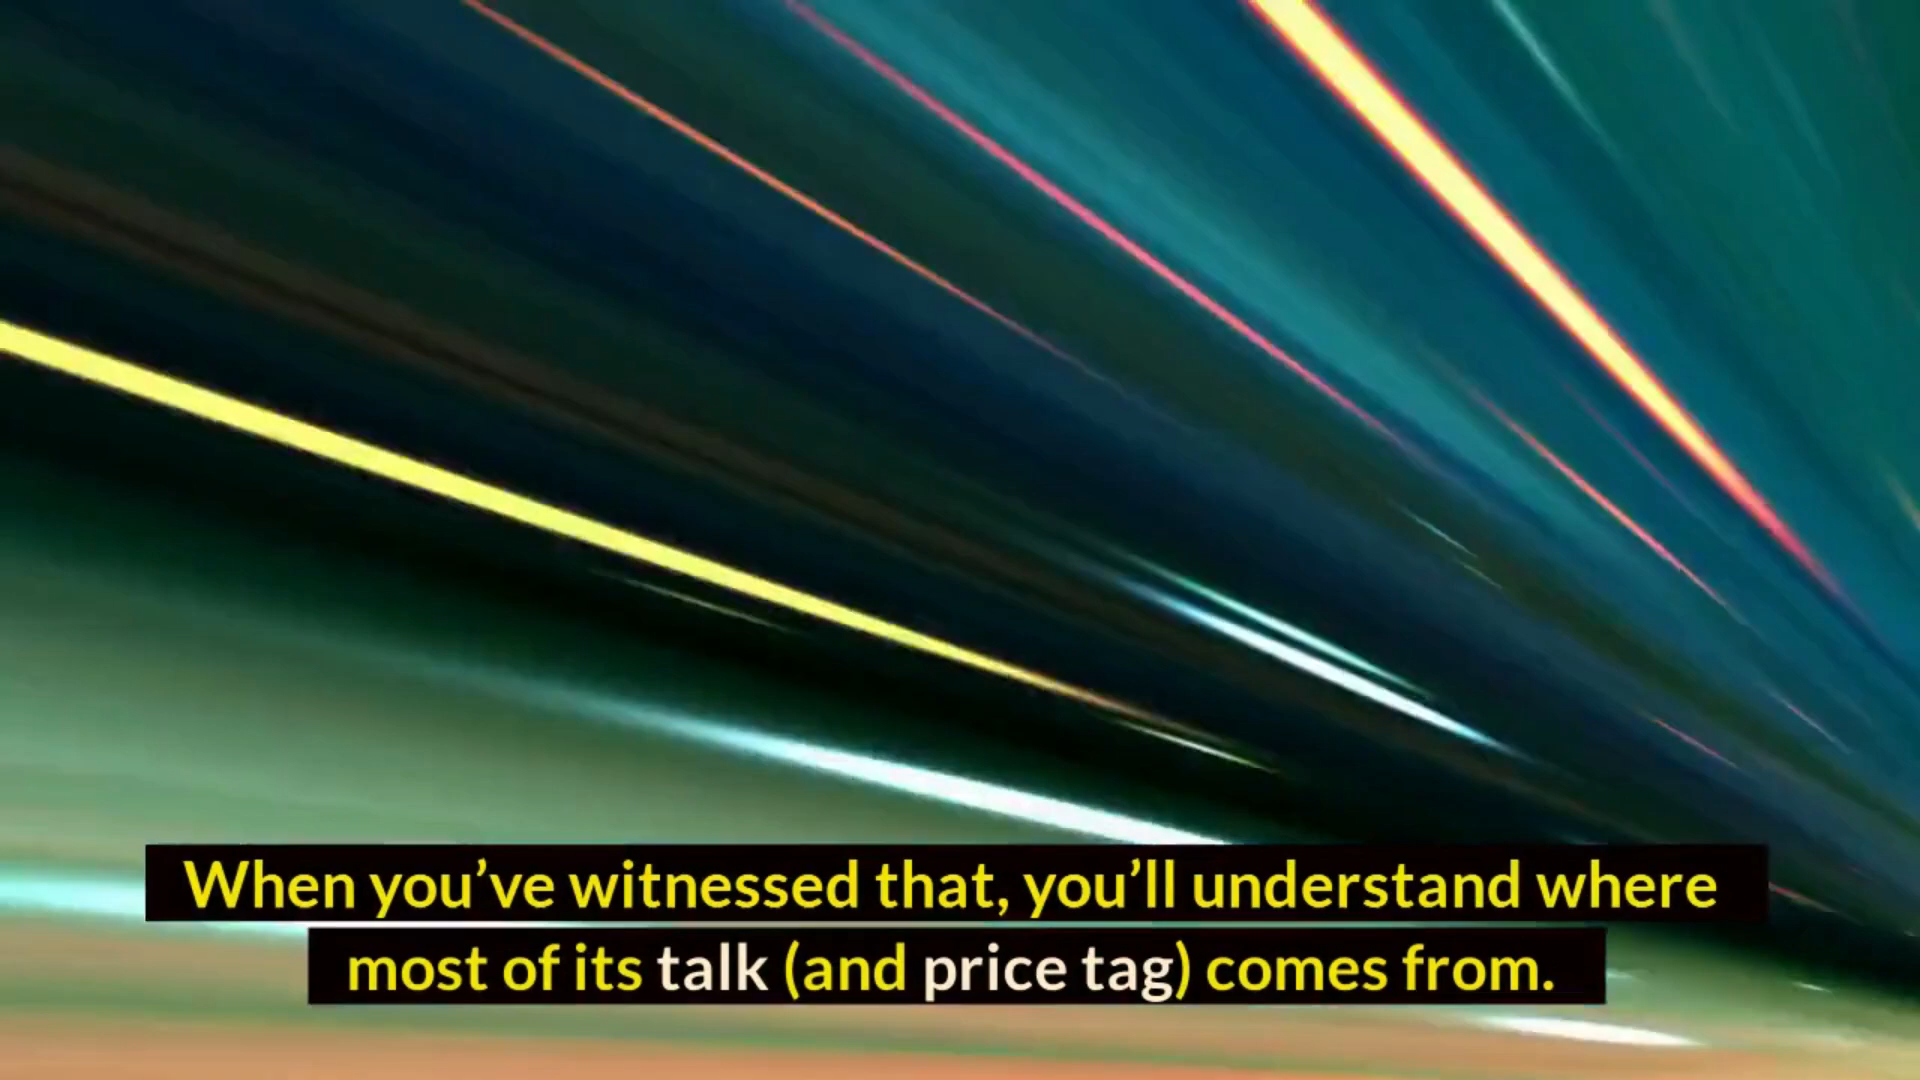 When you’ve witnessed that, you’ll understand where
most of its talk (and price tag) comes from.